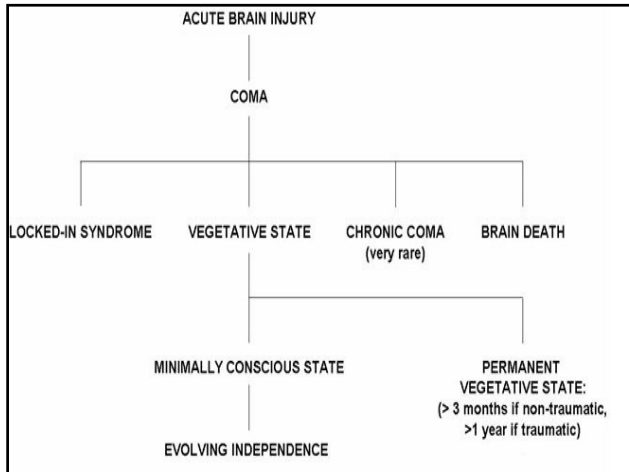 ACUTE BRAIN INJURY
COMA
LOCKED-IN SYNDROME
VEGETATIVE STATE
CHRONIC COMA
(very rare)
BRAIN DEATH
MINIMALLY CONSCIOUS STATE
PERMANENT
VEGETATIVE STATE:
(> 3 months if non-traumatic,
>1 year if traumatic)
EVOLVING INDEPENDENCE